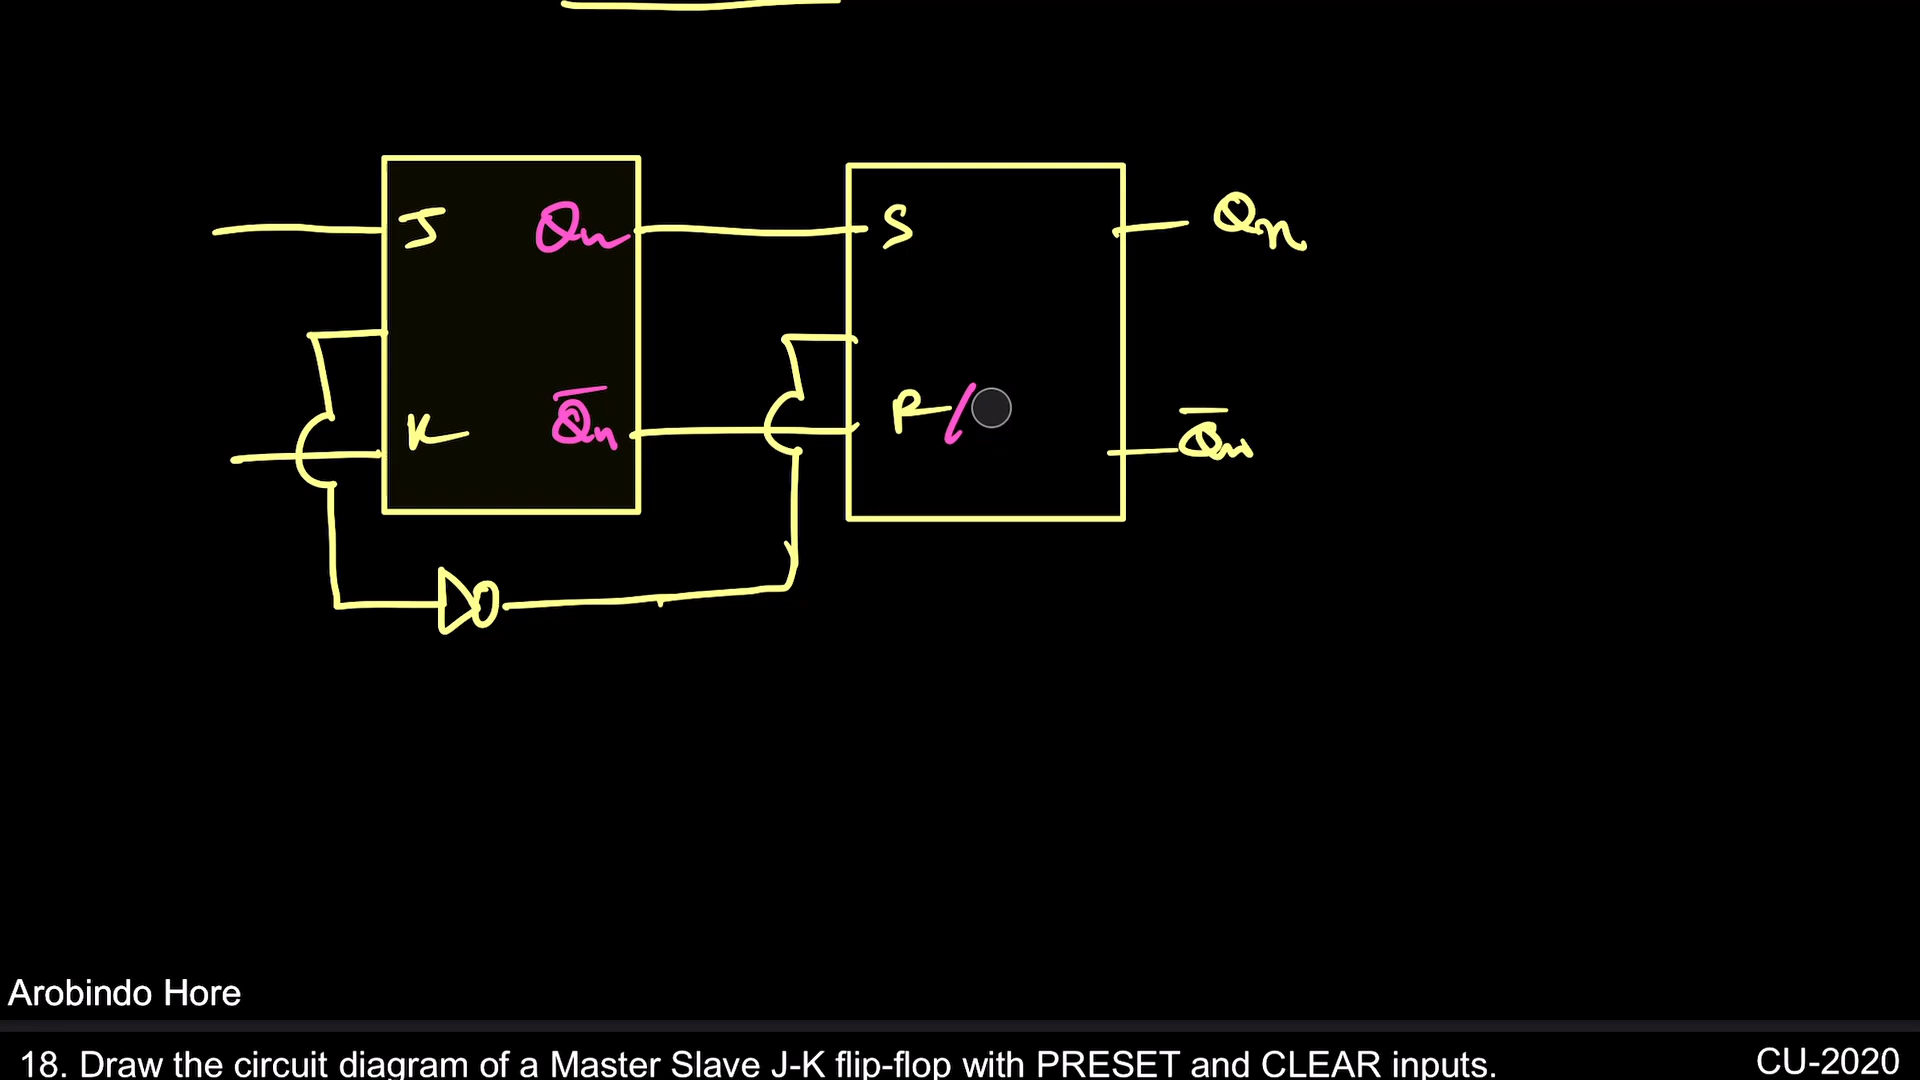 J Qn S Qn
K Q̅n R Q̅n
Arobindo Hore
18. Draw the circuit diagram of a Master Slave J-K flip-flop with PRESET and CLEAR inputs. CU-2020